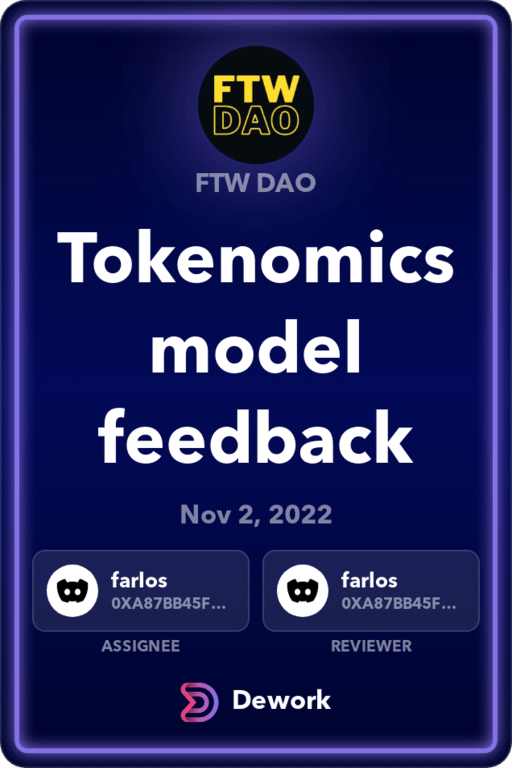 FTW
DAO
FTW DAO
Tokenomics
model
feedback
Nov 2, 2022
farlos
0XA87BB45F...
farlos
0XA87BB45F...
ASSIGNEE
REVIEWER
Dework